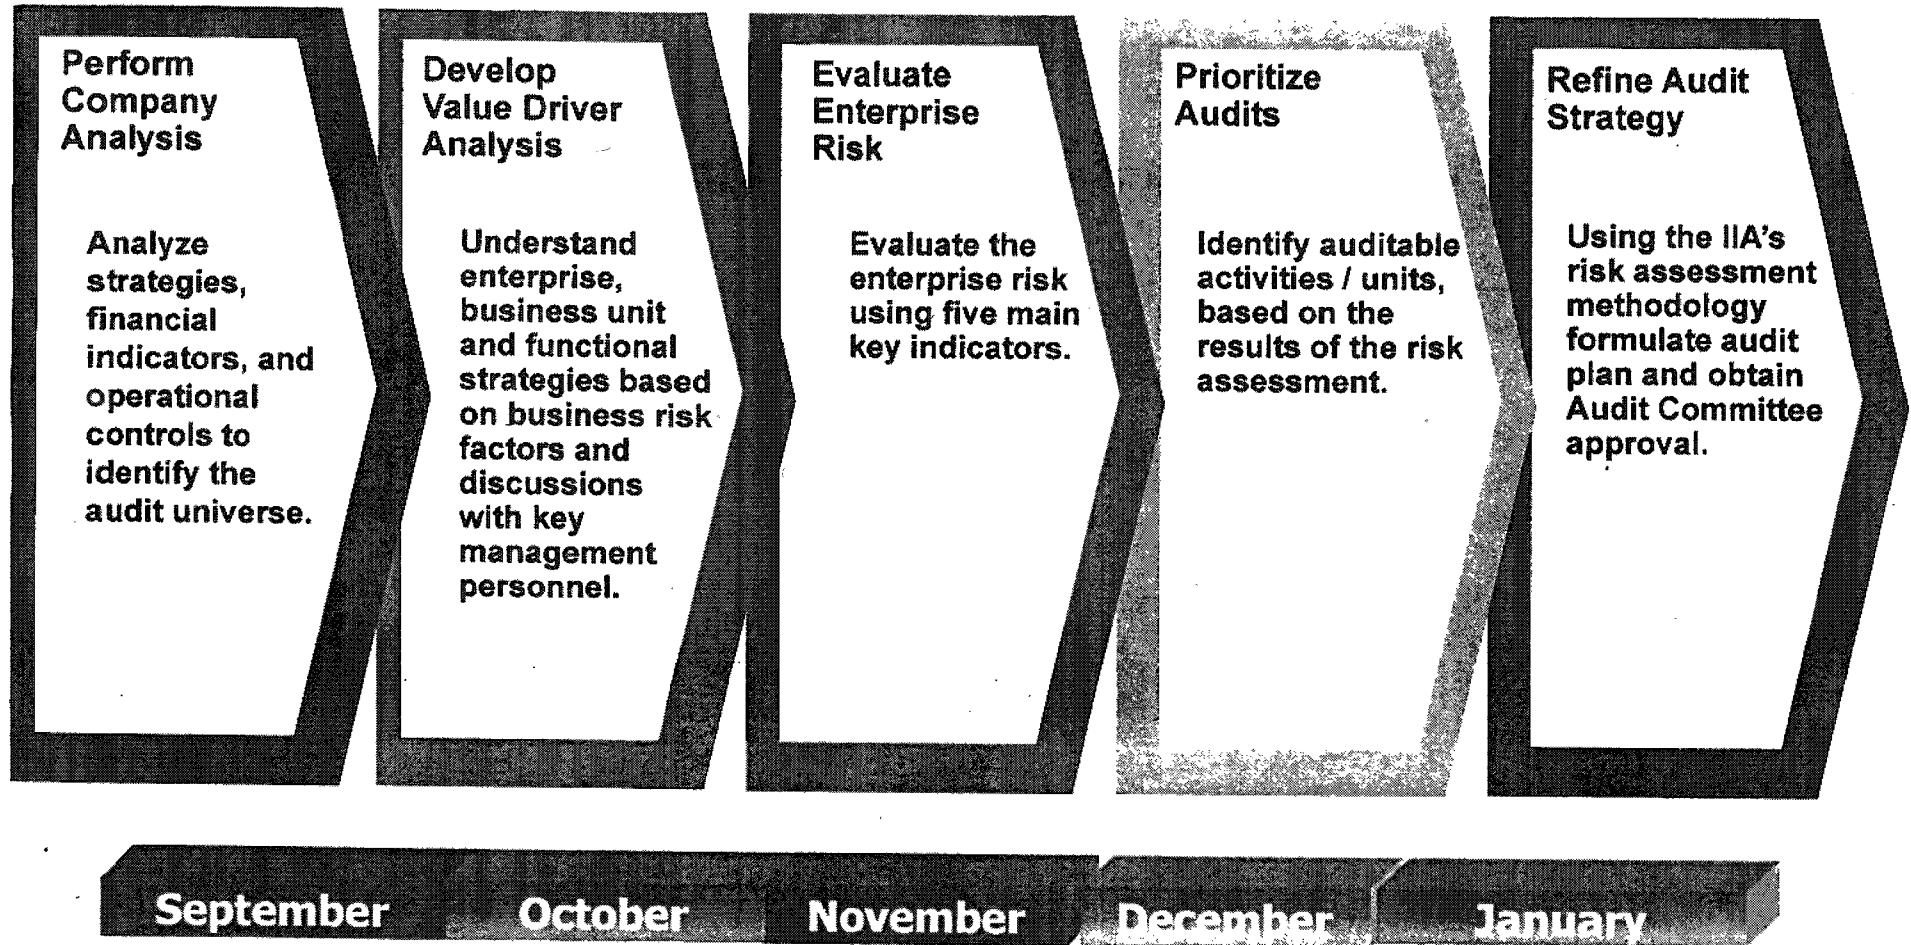 Perform
Company
Analysis
Analyze
strategies,
financial
indicators, and
operational
controls to
identify the
audit universe.
Develop
Value Driver
Analysis
Understand
enterprise,
business unit
and functional
strategies based
on business risk
factors and
discussions
with key
management
personnel.
Evaluate
Enterprise
Risk
Evaluate the
enterprise risk
using five main
key indicators.
Prioritize
Audits
Identify auditable
activities / units,
based on the
results of the risk
assessment.
Refine Audit
Strategy
Using the IIA's
risk assessment
methodology
formulate audit
plan and obtain
Audit Committee
approval.
September
October
November
December
January